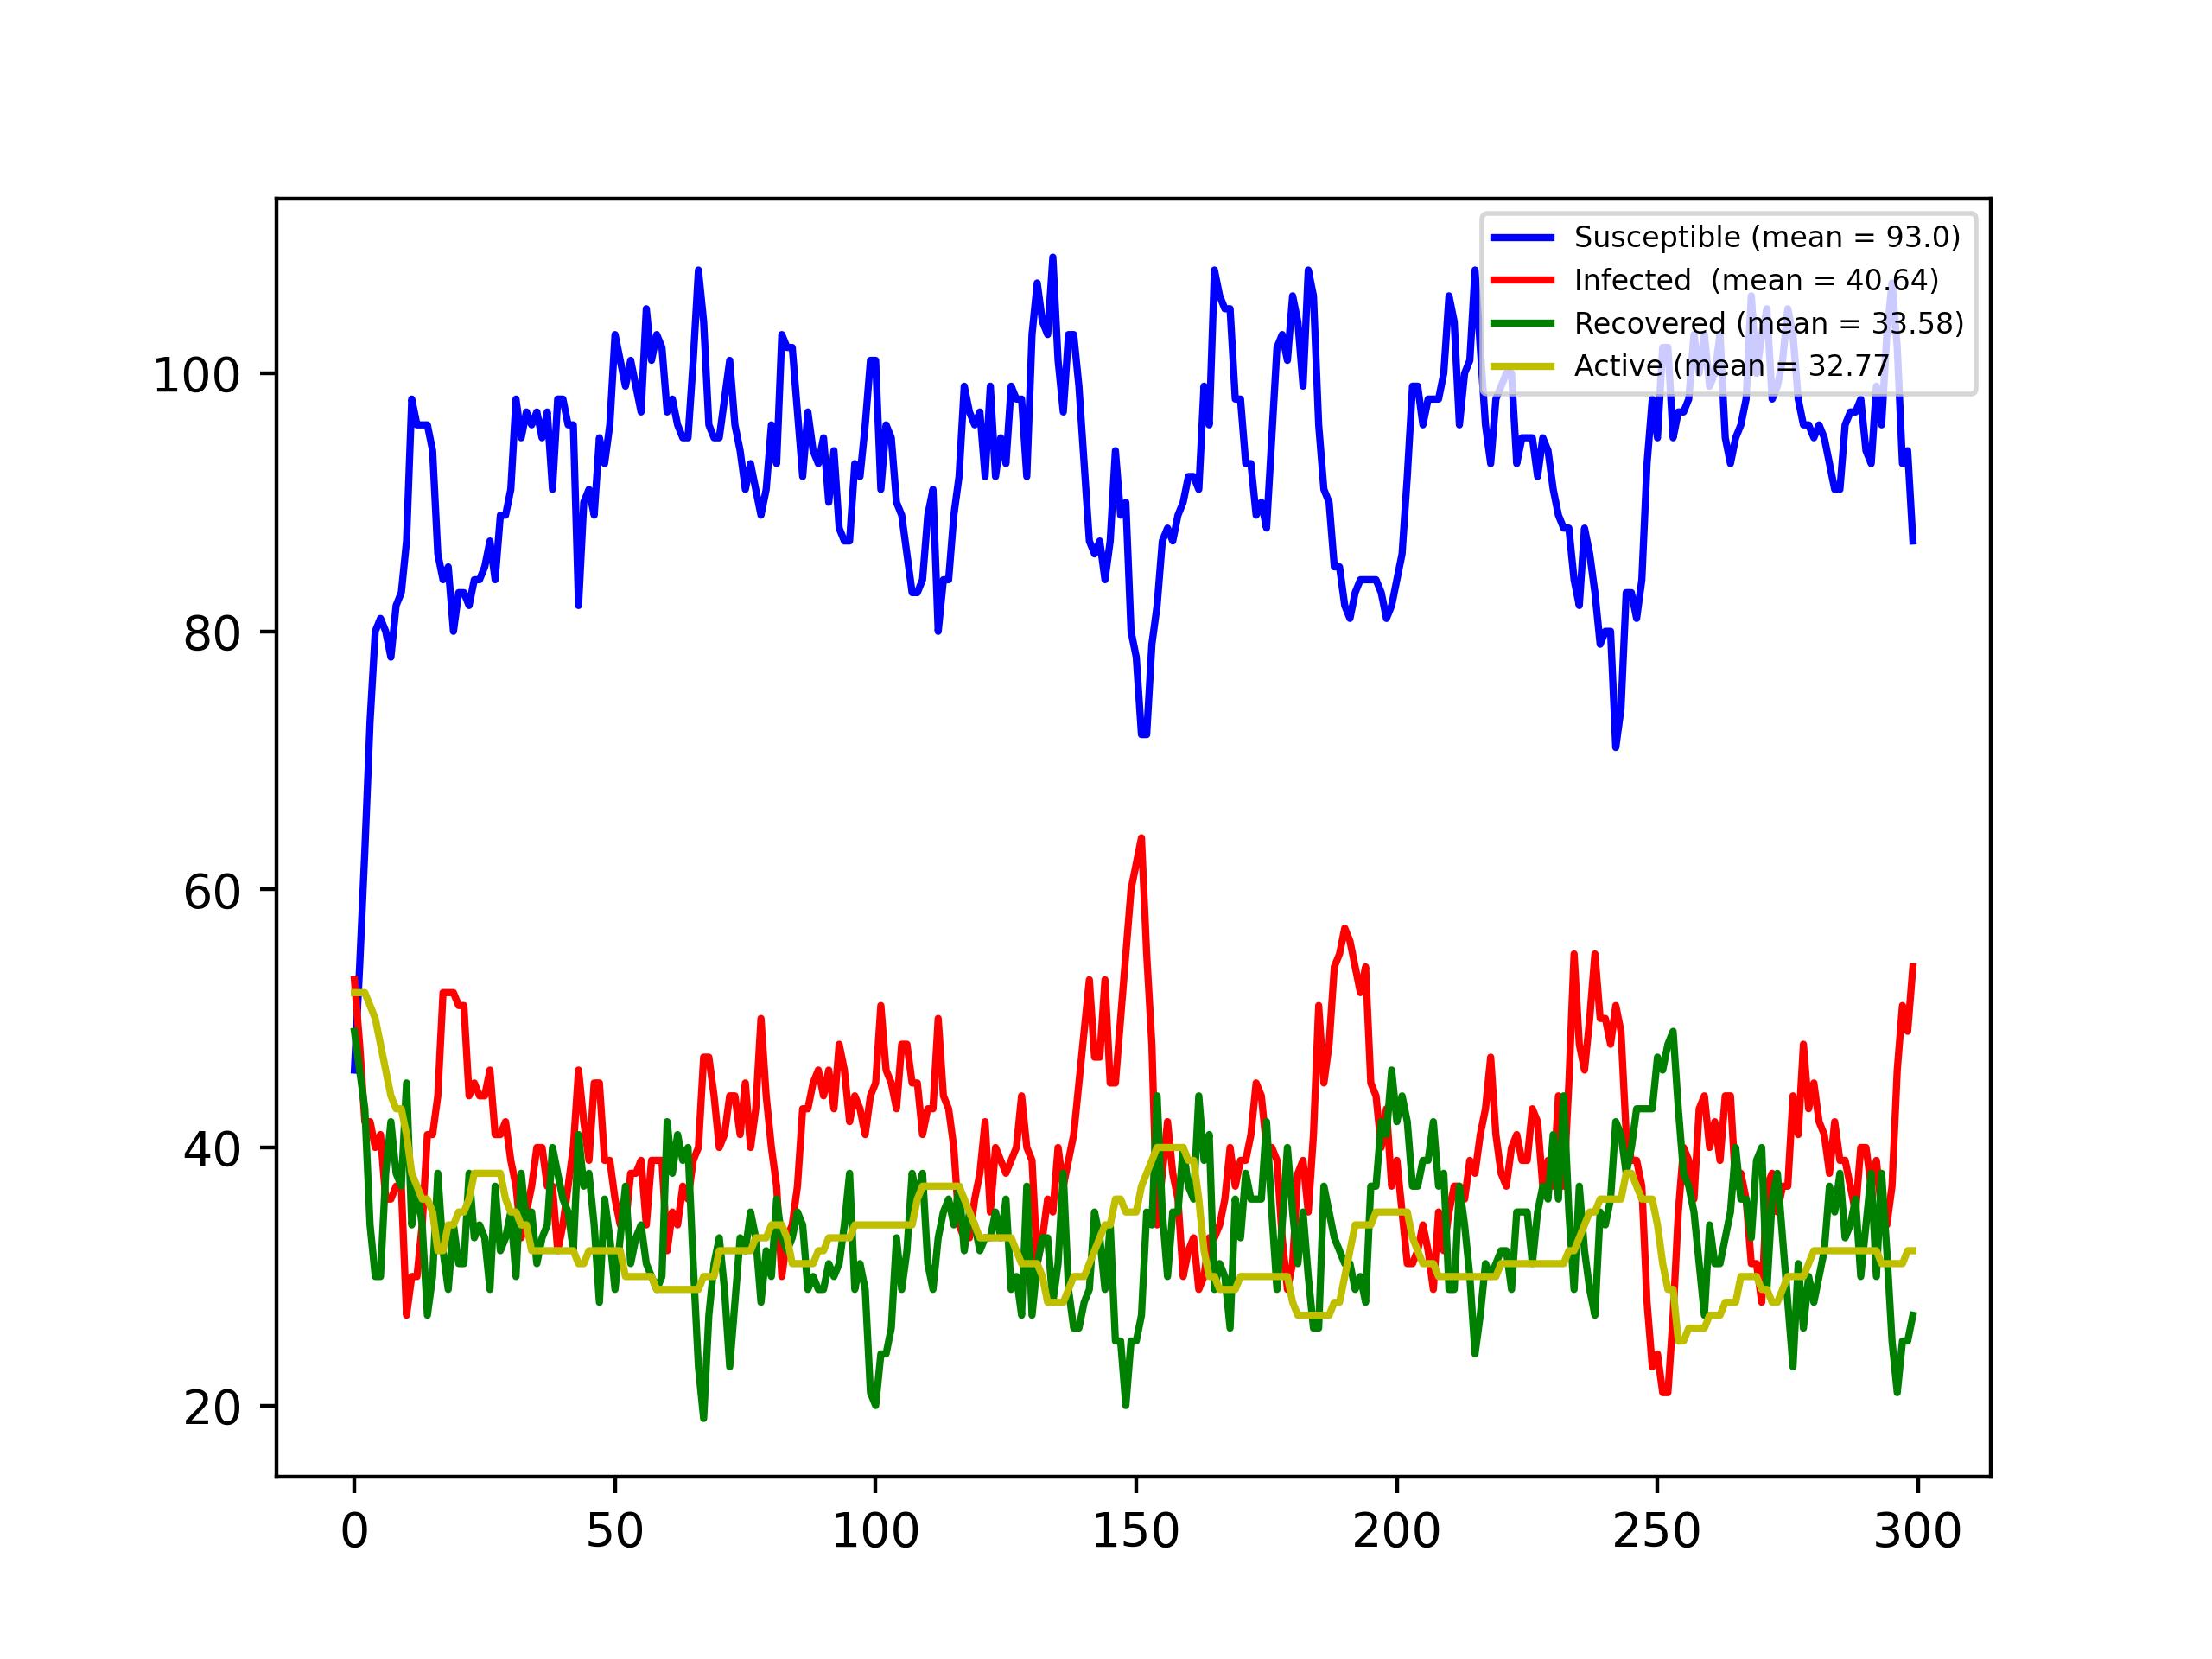 Susceptible (mean = 93.0)
Infected  (mean = 40.64)
Recovered (mean = 33.58)
Active (mean = 32.77
100
80
60
40
20
0 50 100 150 200 250 300